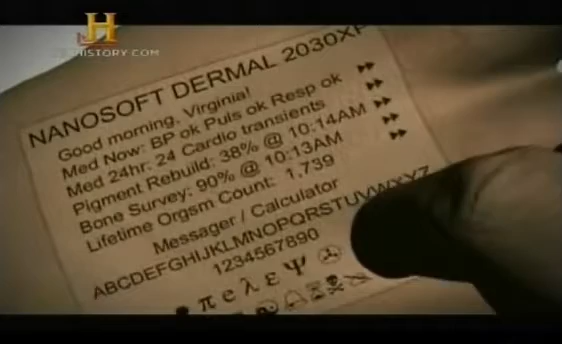 H
HISTORY.COM
NANOSOFT DERMAL 2030XP
Good morning, Virginia!
Med Now: BP ok Puls ok Resp ok
Med 24hr: 24 Cardio transients
Pigment Rebuild: 38% @ 10:14AM
Bone Survey: 90% @ 10:13AM
Lifetime Orgsm Count: 1,739
Messager / Calculator
ABCDEFGHIJKLMNOPQRSTUVWXYZ
1234567890
π e λ ε Ψ